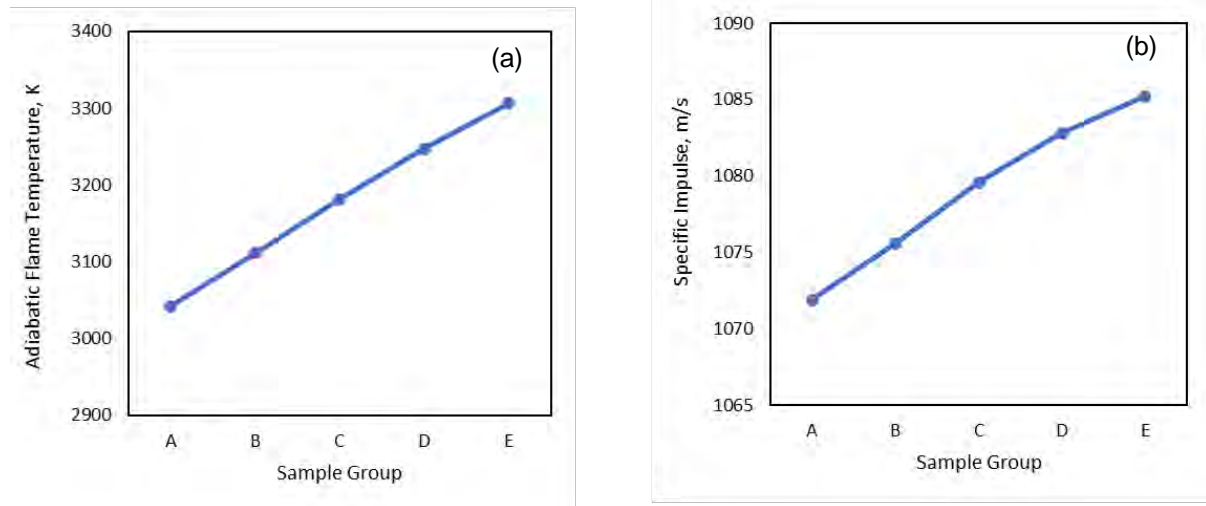 (a)
Adiabatic Flame Temperature, K
3400
3300
3200
3100
3000
2900
A B C D E
Sample Group
(b)
Specific Impulse, m/s
1090
1085
1080
1075
1070
1065
A B C D E
Sample Group